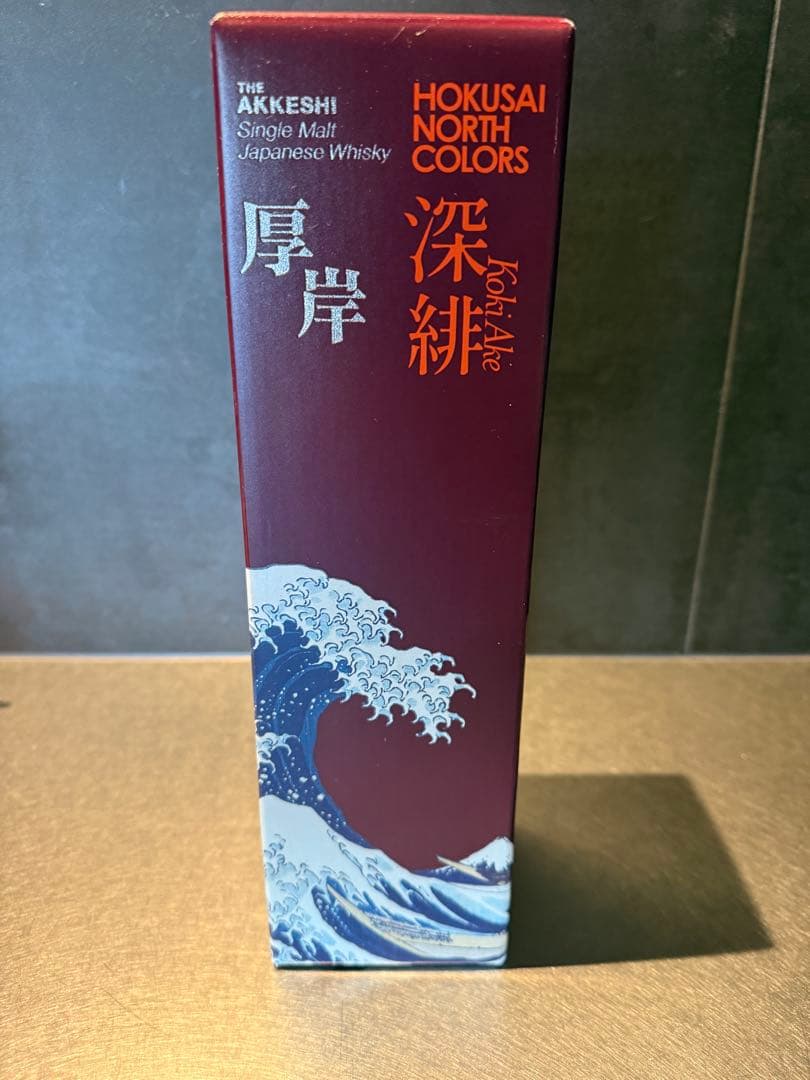 THE
AKKESHI
Single Malt
Japanese Whisky
厚岸
HOKUSAI
NORTH
COLORS
深緋
Koki Ake